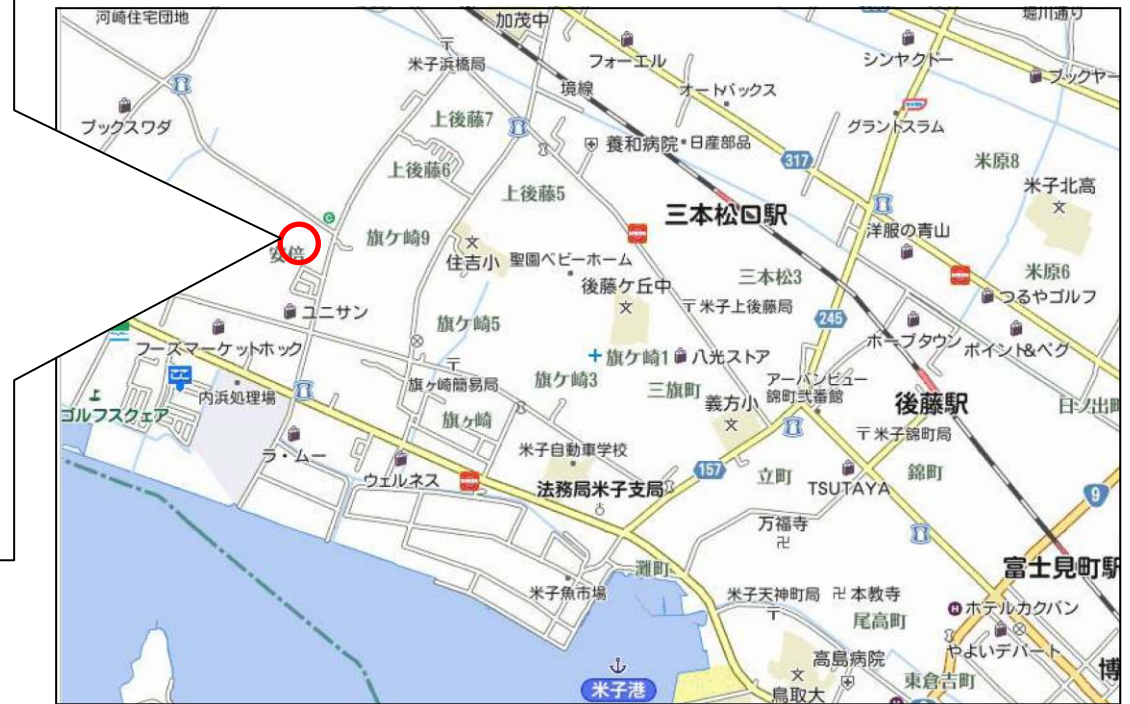 河崎住宅団地
加茂中
堀川通り
米子浜橋局
フォーエル
シンヤクドー
ブックヤー
境線
オートバックス
ブックスワダ
上後藤7
グランドスラム
養和病院
日産部品
317
米原8
上後藤6
米子北高
上後藤5
三本松口駅
洋服の青山
安倍
旗ケ崎9
住吉小
聖園ベビーホーム
三本松3
米原6
後藤ケ丘中
つるやゴルフ
ユニサン
〒米子上後藤局
旗ケ崎5
245
ホープタウン
ポイント&ペグ
フーズマーケットホック
旗ケ崎1
八光ストア
旗ヶ崎簡易局
旗ケ崎3
三旗町
アーバンビュー
錦町弐番館
内浜処理場
義方小
後藤駅
日ノ出町
ゴルフスクェア
旗ヶ崎
〒米子錦町局
ラ・ムー
米子自動車学校
157
立町
錦町
ウェルネス
法務局米子支局
TSUTAYA
9
万福寺
灘町
富士見町駅
米子魚市場
米子天神町局
卍本教寺
H ホテルカクバン
尾高町
やよいデパート
高島病院
博
米子港
鳥取大
東倉吉町